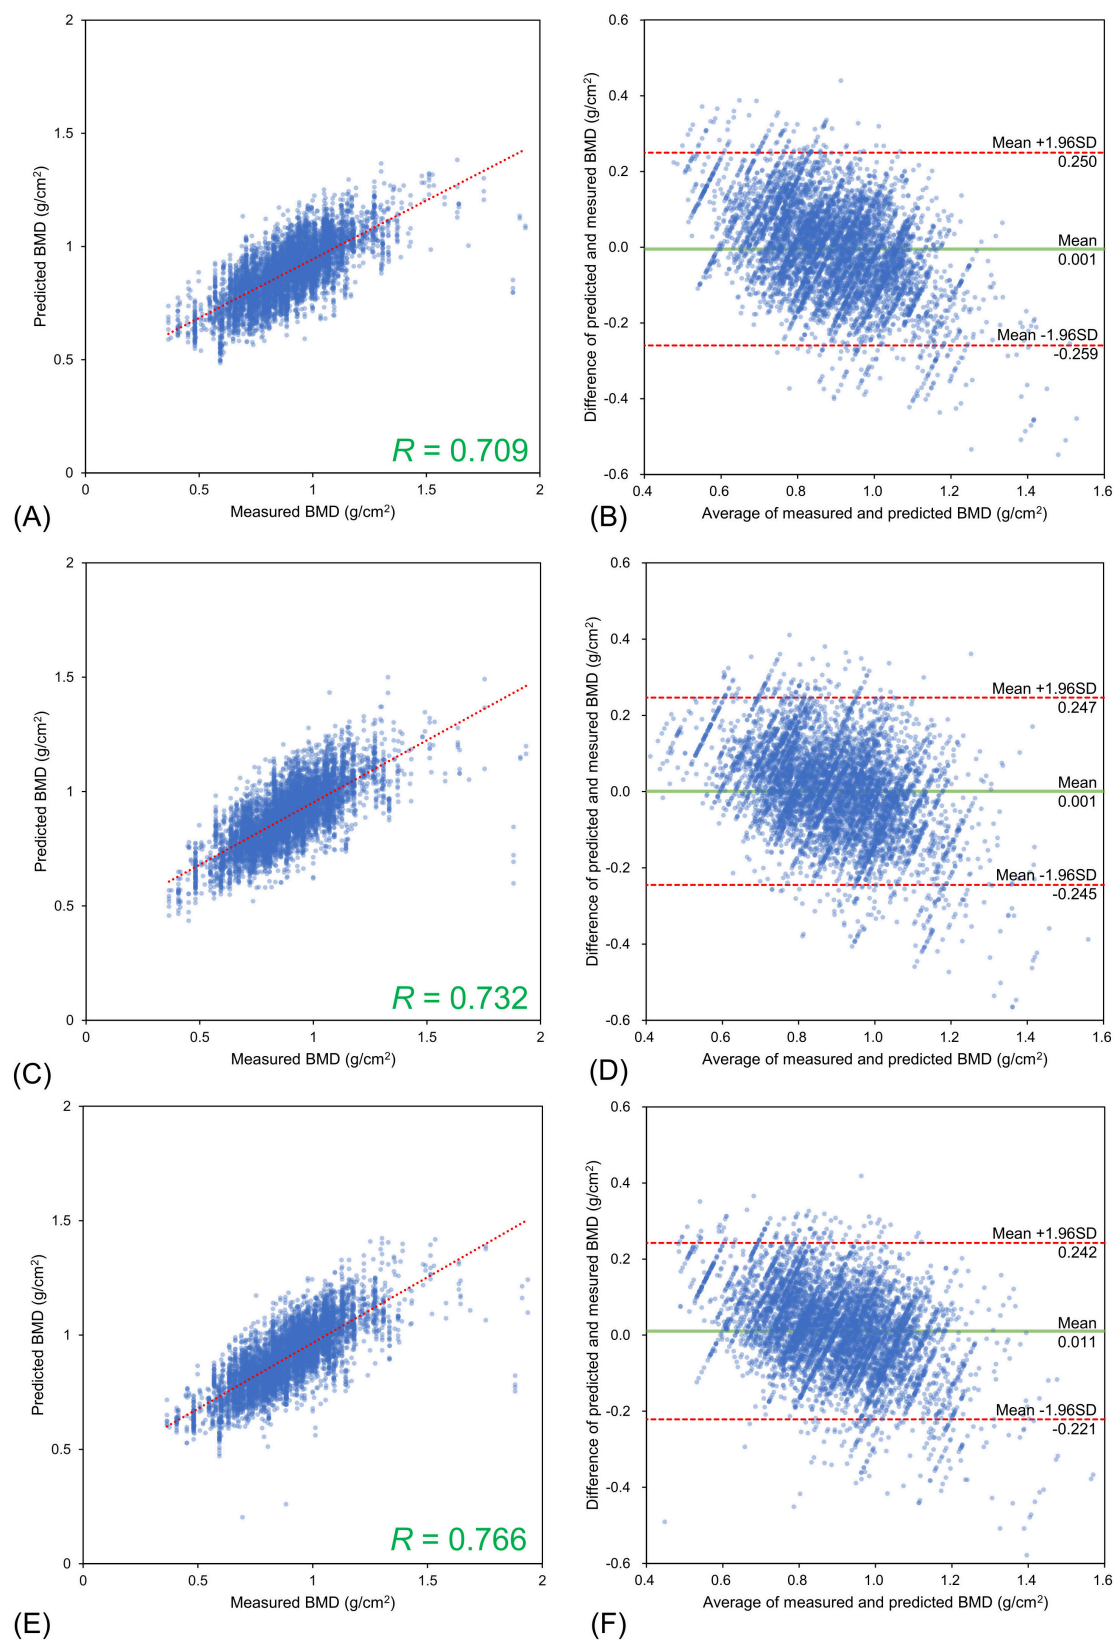 2
1.5
1
0.5
0
Predicted BMD (g/cm²)
R = 0.709
0
0.5
1
1.5
2
Measured BMD (g/cm²)
(A)
0.6
0.4
0.2
0.0
-0.2
-0.4
-0.6
Difference of predicted and mesured BMD (g/cm²)
Mean +1.96SD
0.250
Mean
0.001
Mean -1.96SD
-0.259
0.4
0.6
0.8
1.0
1.2
1.4
1.6
Average of measured and predicted BMD (g/cm²)
(B)
2
1.5
1
0.5
0
Predicted BMD (g/cm²)
R = 0.732
0
0.5
1
1.5
2
Measured BMD (g/cm²)
(C)
0.6
0.4
0.2
0.0
-0.2
-0.4
-0.6
Difference of predicted and mesured BMD (g/cm²)
Mean +1.96SD
0.247
Mean
0.001
Mean -1.96SD
-0.245
0.4
0.6
0.8
1.0
1.2
1.4
1.6
Average of measured and predicted BMD (g/cm²)
(D)
2
1.5
1
0.5
0
Predicted BMD (g/cm²)
R = 0.766
0
0.5
1
1.5
2
Measured BMD (g/cm²)
(E)
0.6
0.4
0.2
0.0
-0.2
-0.4
-0.6
Difference of predicted and mesured BMD (g/cm²)
Mean +1.96SD
0.242
Mean
0.011
Mean -1.96SD
-0.221
0.4
0.6
0.8
1.0
1.2
1.4
1.6
Average of measured and predicted BMD (g/cm²)
(F)